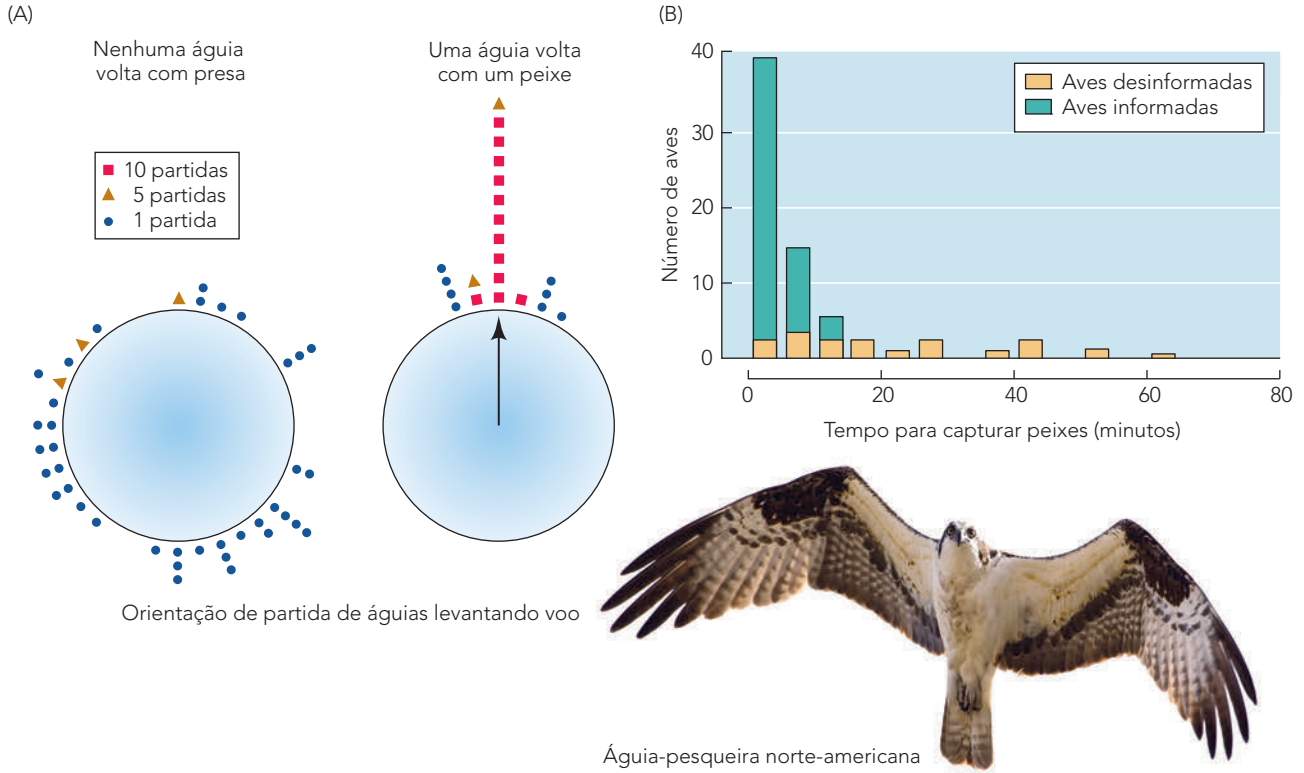 (A)
Nenhuma águia
volta com presa
Uma águia volta
com um peixe
10 partidas
5 partidas
1 partida
Orientação de partida de águias levantando voo
(B)
40
30
20
10
0
Número de aves
Aves desinformadas
Aves informadas
0 20 40 60 80
Tempo para capturar peixes (minutos)
Águia-pesqueira norte-americana